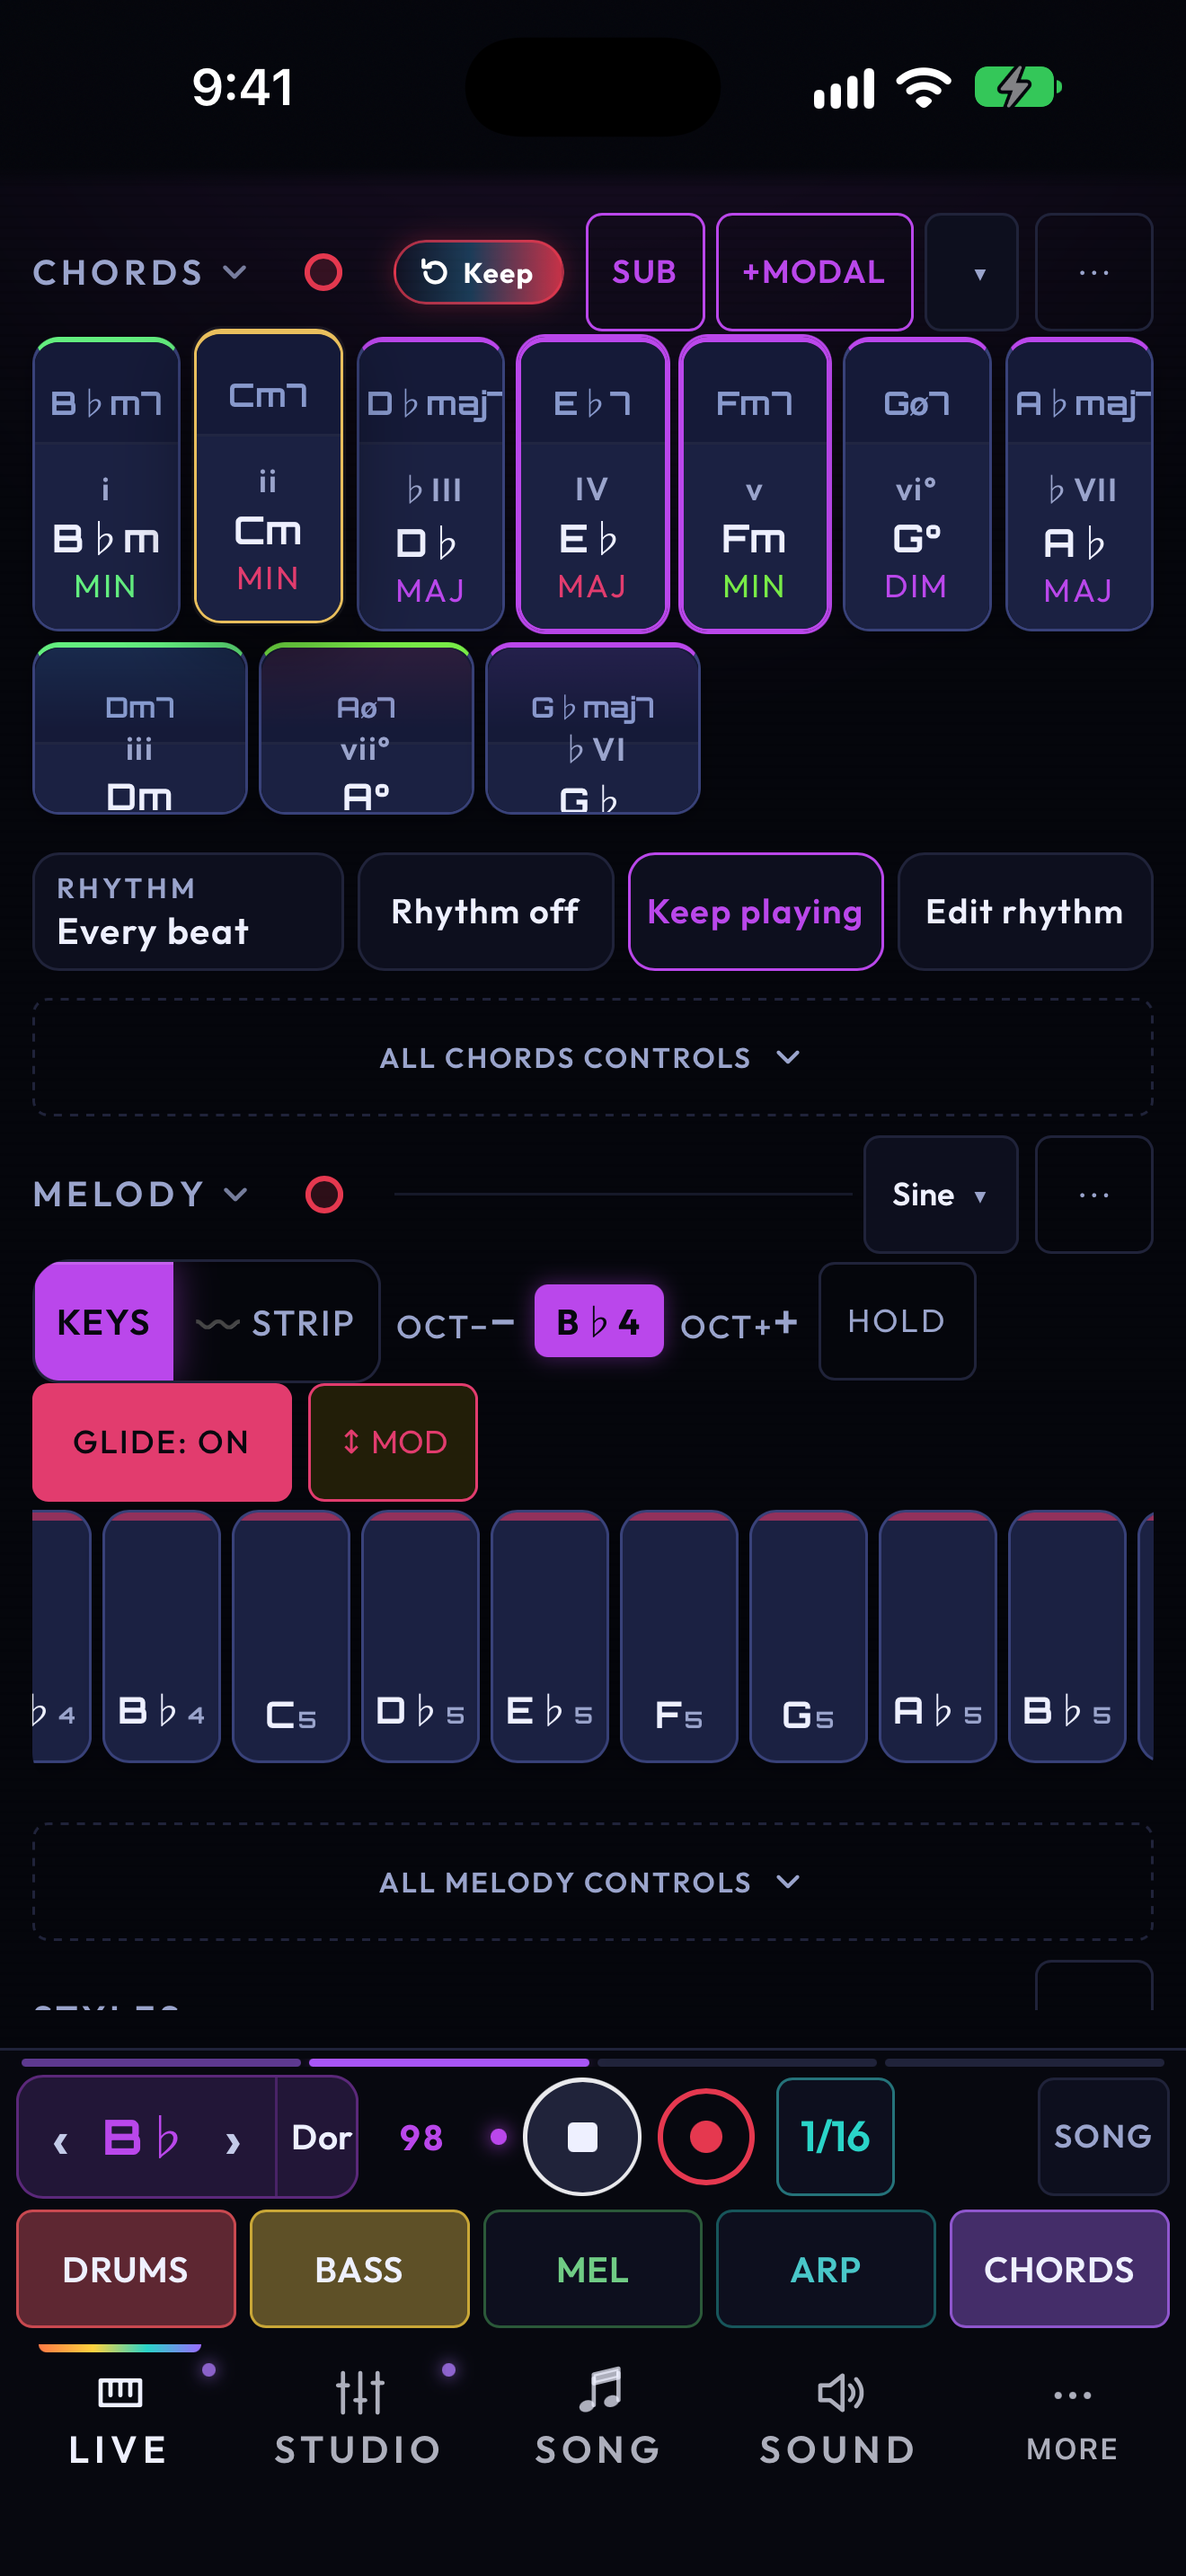 9:41
CHORDS
Keep
SUB
+MODAL
...
B♭m7
Cm7
D♭maj7
E♭7
Fm7
Gø7
A♭maj7
i
ii
♭III
IV
v
vi°
♭VII
B♭m
Cm
D♭
E♭
Fm
G°
A♭
MIN
MIN
MAJ
MAJ
MIN
DIM
MAJ
Dm7
Aø7
G♭maj7
iii
vii°
♭VI
Dm
A°
G♭
RHYTHM
Every beat
Rhythm off
Keep playing
Edit rhythm
ALL CHORDS CONTROLS
MELODY
Sine
...
KEYS
STRIP
OCT−−
B♭4
OCT++
HOLD
GLIDE: ON
↕ MOD
♭4
B♭4
C5
D♭5
E♭5
F5
G5
A♭5
B♭5
ALL MELODY CONTROLS
STYLES
‹ B♭ ›
Dor
98
1/16
SONG
DRUMS
BASS
MEL
ARP
CHORDS
LIVE
STUDIO
SONG
SOUND
MORE